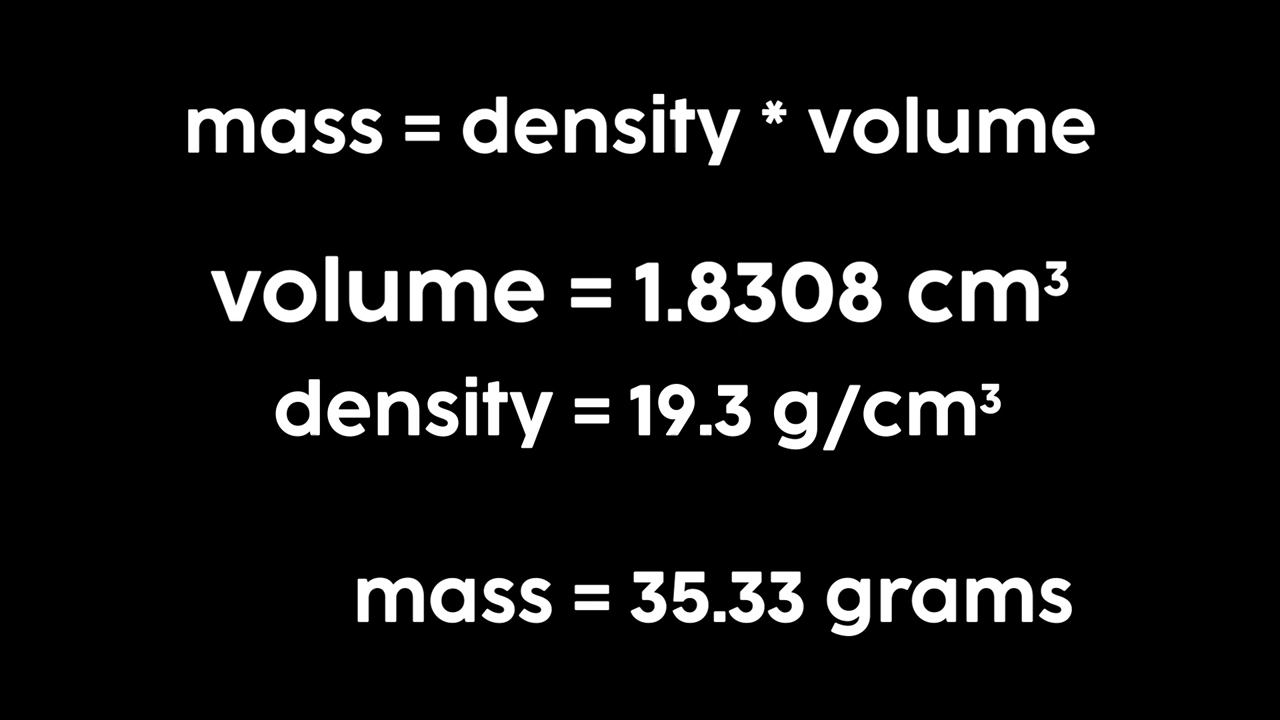 mass = density * volume
volume = 1.8308 cm³
density = 19.3 g/cm³
mass = 35.33 grams